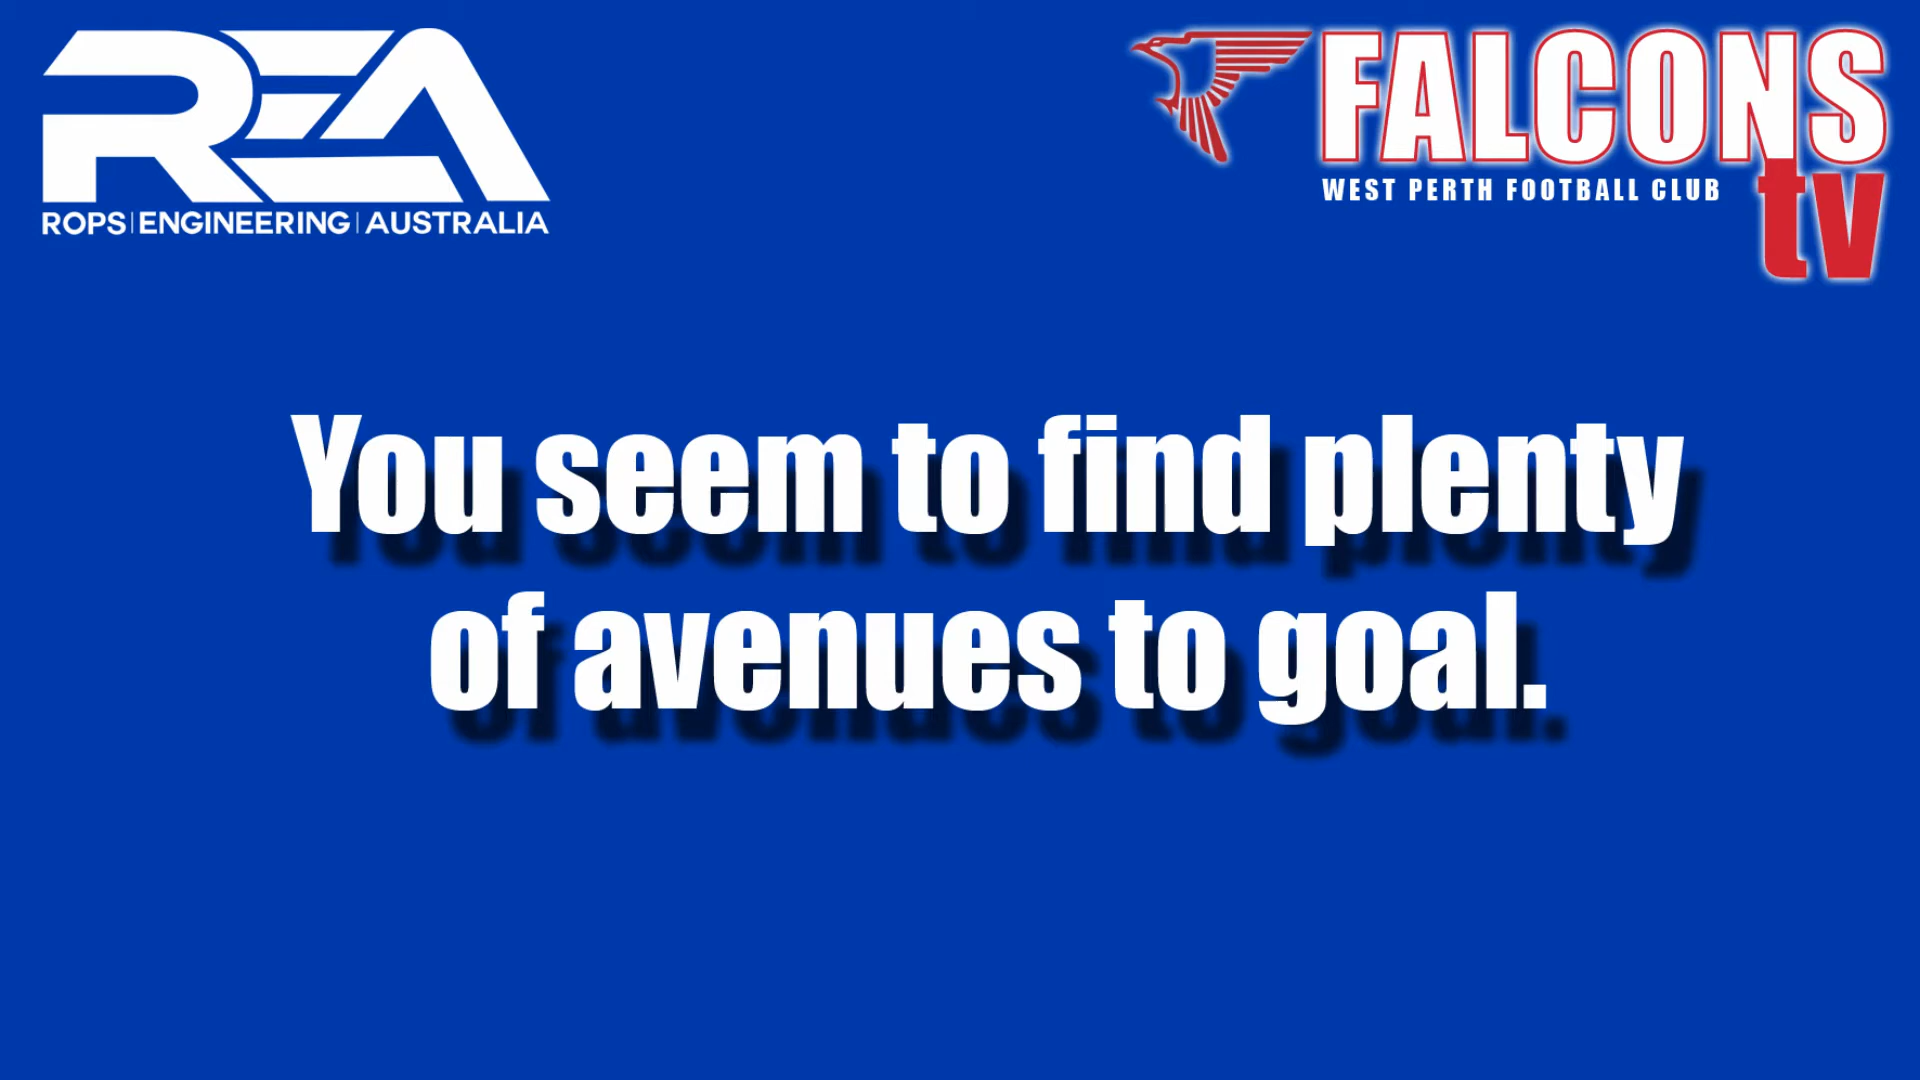 REA
ROPS | ENGINEERING | AUSTRALIA
FALCONS
WEST PERTH FOOTBALL CLUB
tv
You seem to find plenty
of avenues to goal.